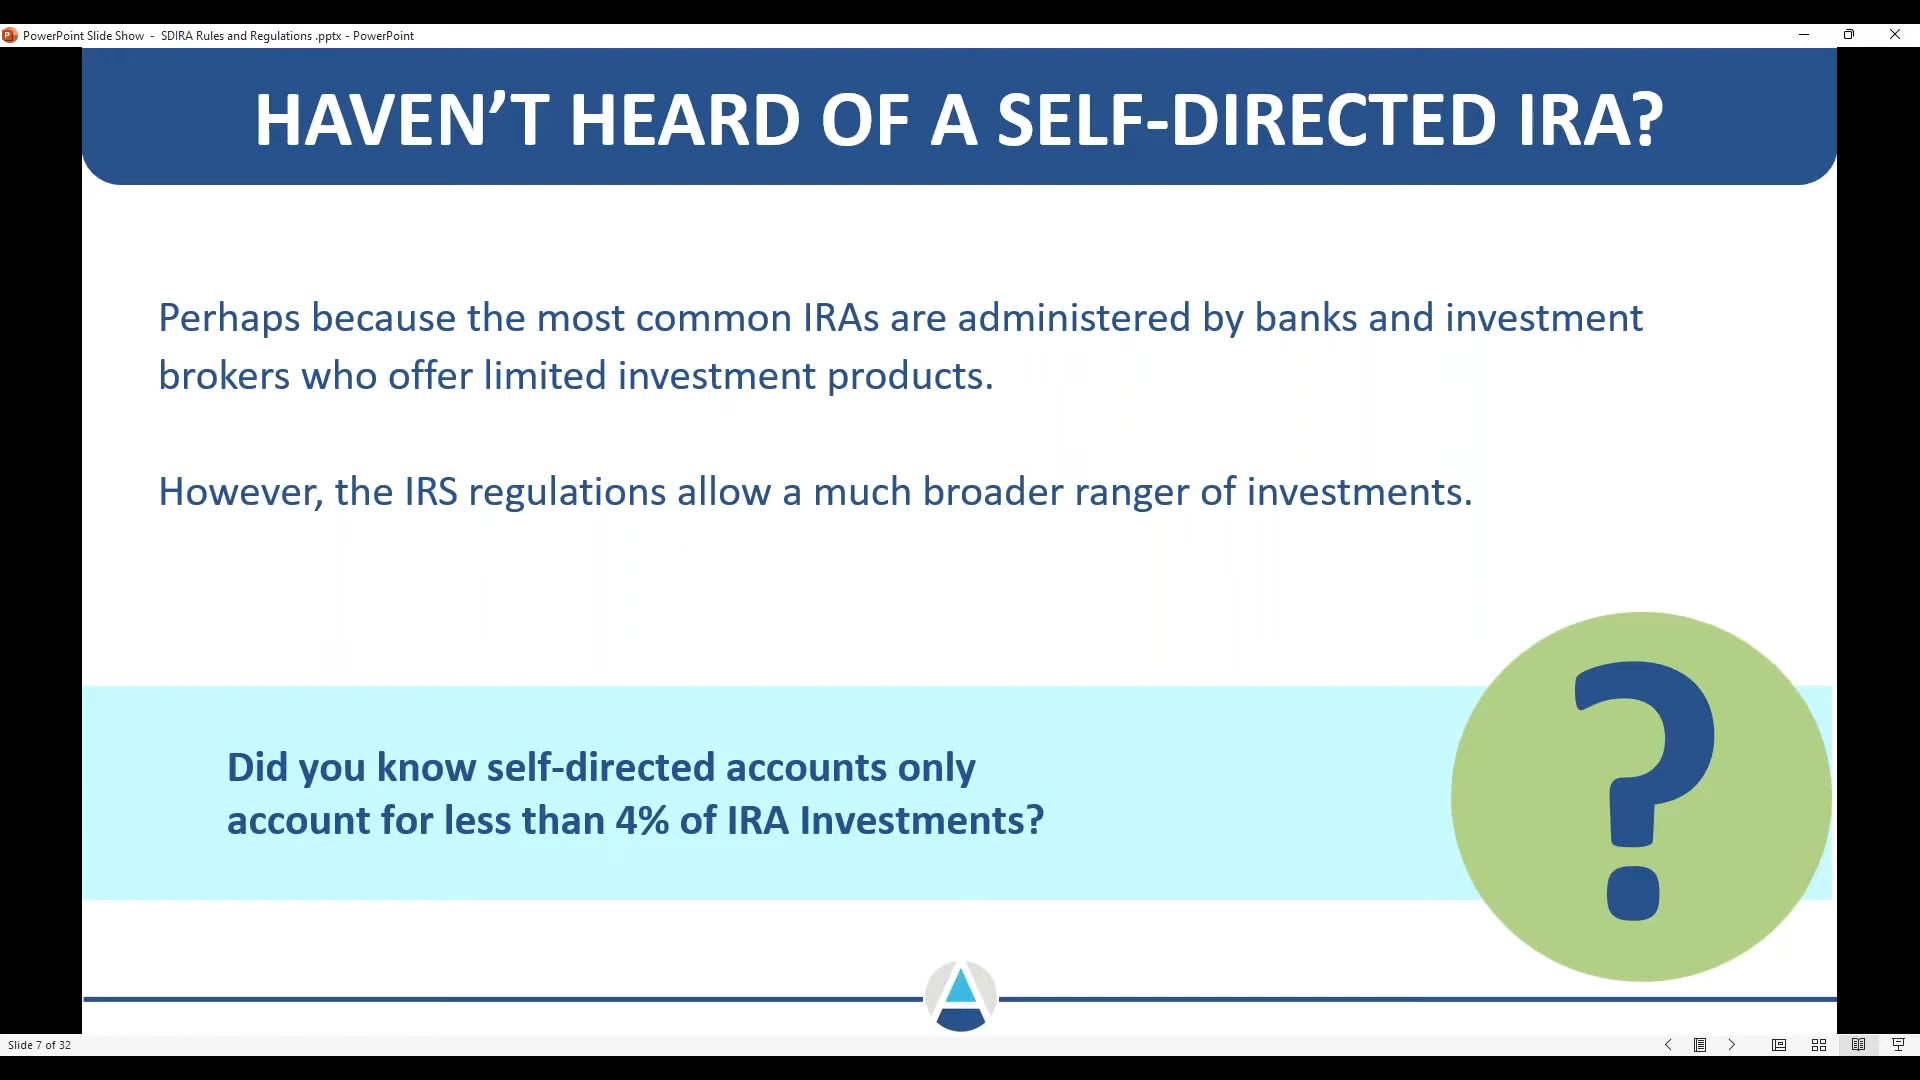 PowerPoint Slide Show - SDIRA Rules and Regulations .pptx - PowerPoint
HAVEN’T HEARD OF A SELF-DIRECTED IRA?
Perhaps because the most common IRAs are administered by banks and investment
brokers who offer limited investment products.
However, the IRS regulations allow a much broader ranger of investments.
Did you know self-directed accounts only
account for less than 4% of IRA Investments?
?
Slide 7 of 32